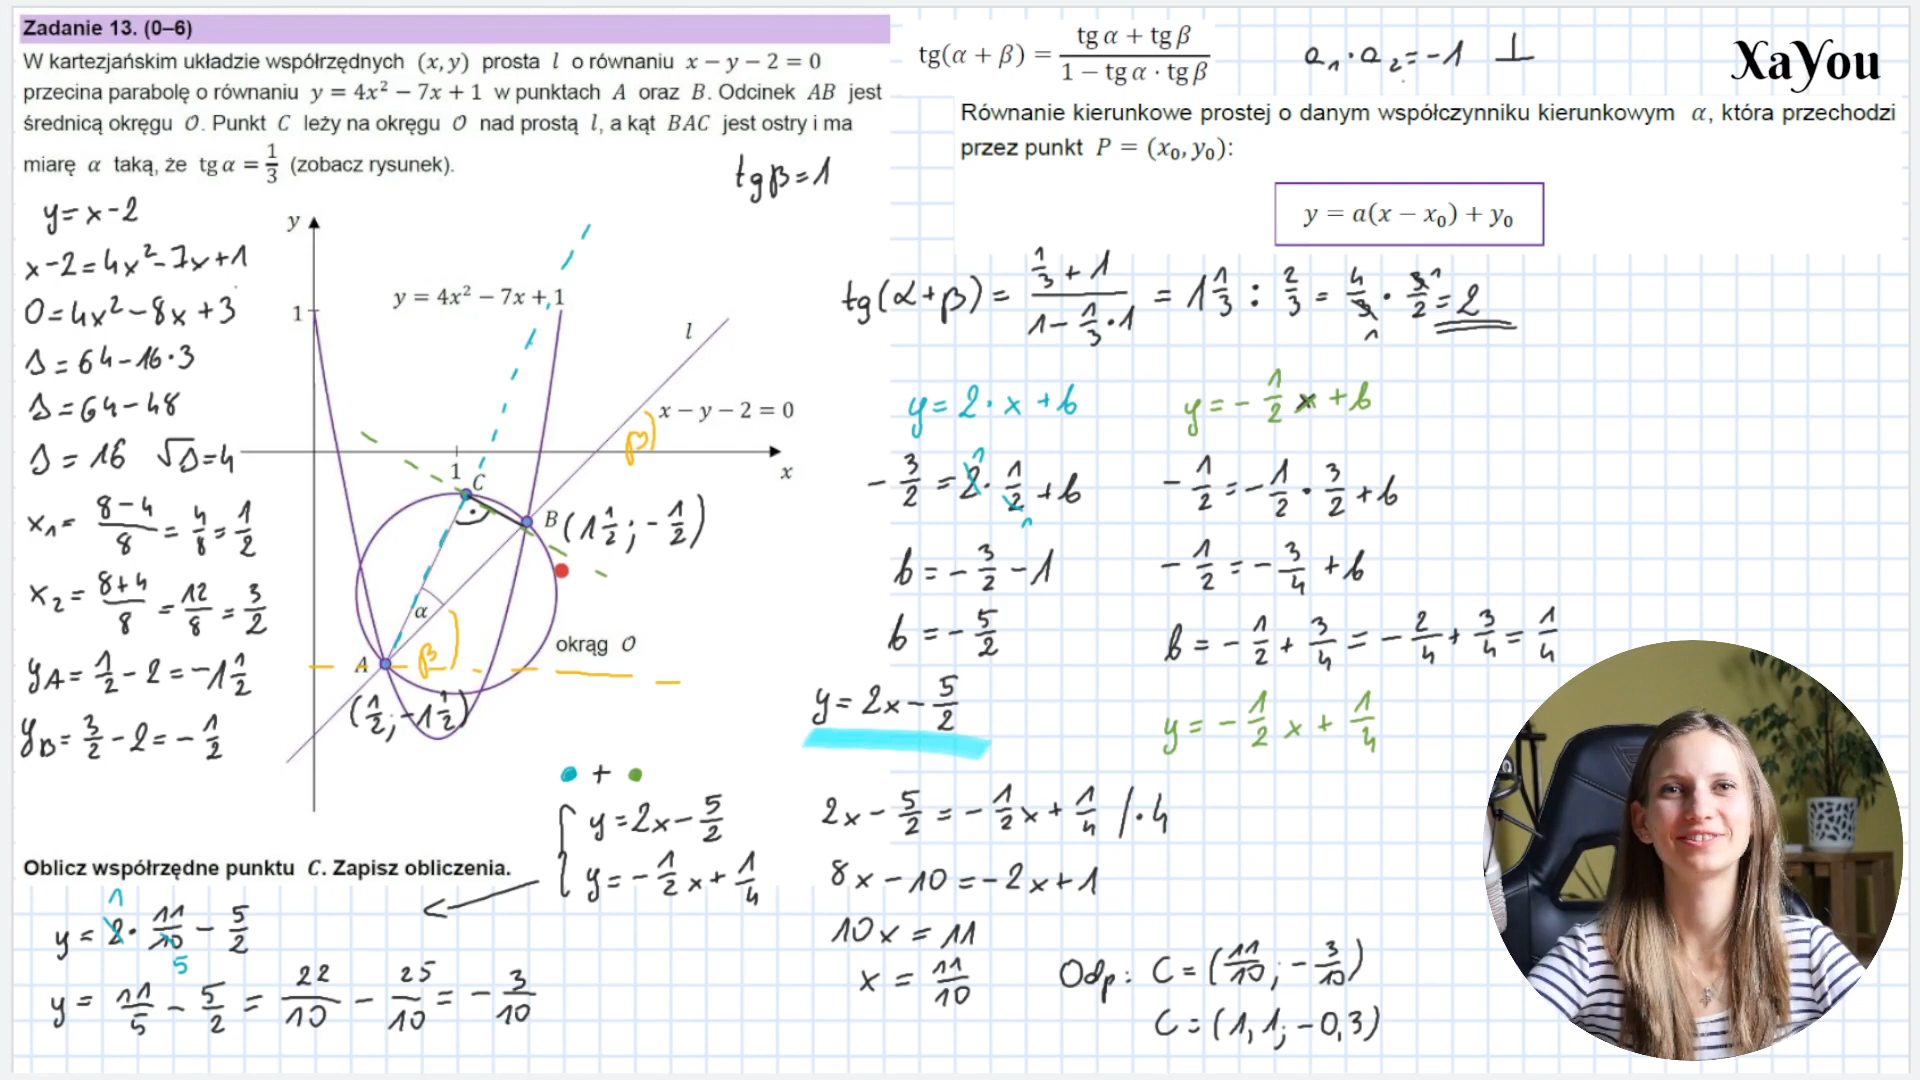 Zadanie 13. (0–6)
W kartezjańskim układzie współrzędnych (x, y) prosta l o równaniu x − y − 2 = 0
przecina parabolę o równaniu y = 4x² − 7x + 1 w punktach A oraz B. Odcinek AB jest
średnicą okręgu O. Punkt C leży na okręgu O nad prostą l, a kąt BAC jest ostry i ma
miarę α taką, że tg α = 1/3 (zobacz rysunek).
tgβ=1
y=x-2
x-2=4x²-7x+1
0=4x²-8x+3
Δ=64-16·3
Δ=64-48
Δ=16 √Δ=4
x₁= (8-4)/8 = 4/8 = 1/2
x₂= (8+4)/8 = 12/8 = 3/2
yA= 1/2 - 2 = -1 1/2
yB= 3/2 - 2 = - 1/2
y
1
y = 4x² − 7x + 1
l
x − y − 2 = 0
β
1
x
C
B (1 1/2; - 1/2)
α
okrąg O
A
β
(1/2; -1 1/2)
Oblicz współrzędne punktu C. Zapisz obliczenia.
+
y=2x- 5/2
y=- 1/2 x+ 1/4
y = 2 · 11/10 - 5/2
1
5
y = 11/5 - 5/2 = 22/10 - 25/10 = - 3/10
tg(α + β) = (tg α + tg β)/(1 − tg α · tg β)
a₁·a₂=-1 ⊥
XaYou
Równanie kierunkowe prostej o danym współczynniku kierunkowym α, która przechodzi
przez punkt P = (x₀, y₀):
y = a(x − x₀) + y₀
tg(α+β) = (1/3 + 1)/(1- 1/3 ·1) = 1 1/3 : 2/3 = 4/3 · 3/2 = 2
y=2·x+b
- 3/2 = 2 · 1/2 + b
b=- 3/2 -1
b=- 5/2
y=2x- 5/2
y=- 1/2 x+b
- 1/2 = - 1/2 · 3/2 + b
- 1/2 = - 3/4 + b
b=- 1/2 + 3/4 = - 2/4 + 3/4 = 1/4
y=- 1/2 x+ 1/4
2x- 5/2 = - 1/2 x+ 1/4 /·4
8x-10=-2x+1
10x=11
x= 11/10
Odp: C=(11/10; - 3/10)
C=(1,1; -0,3)